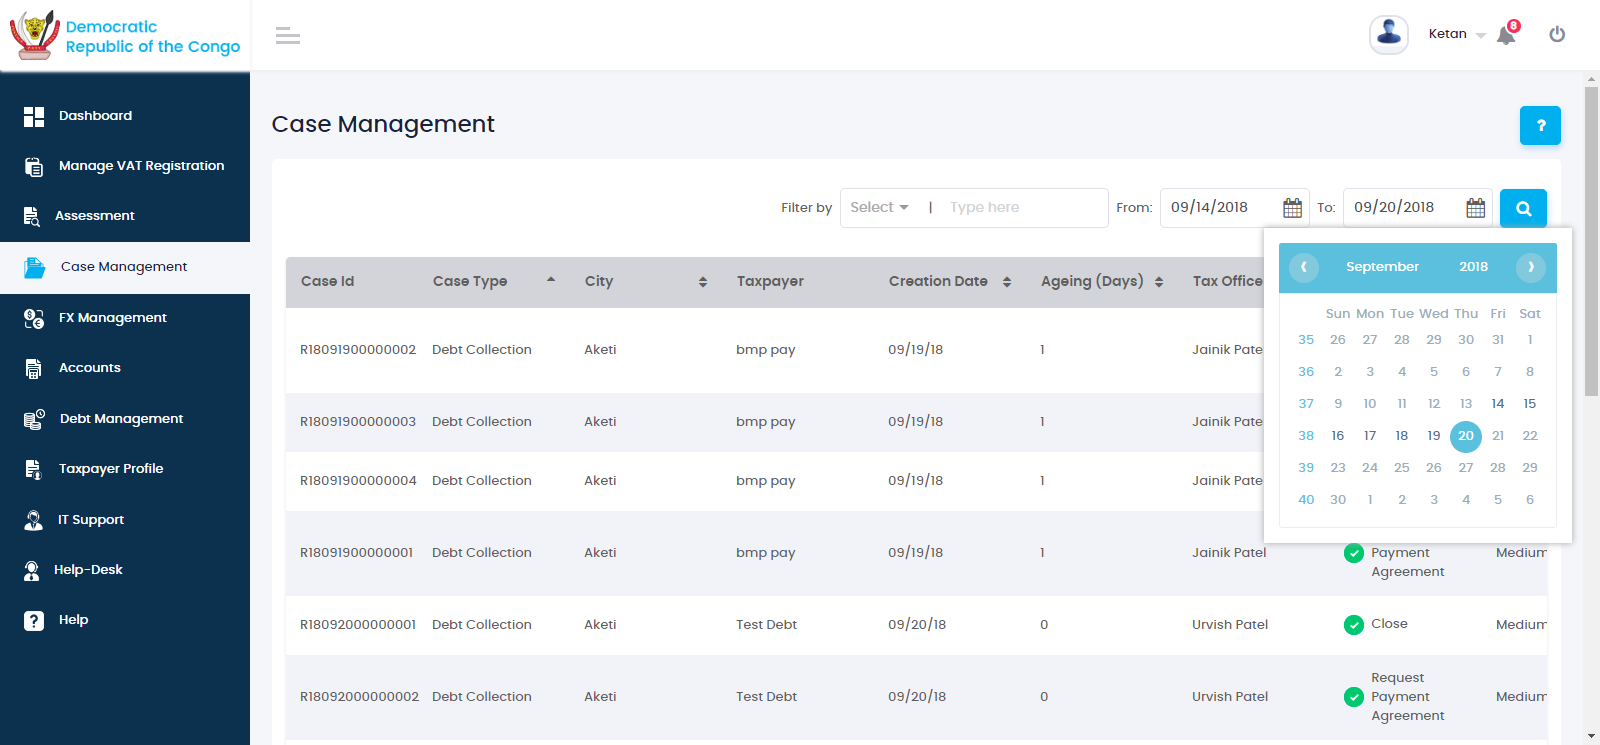 Democratic
Republic of the Congo
Ketan
8
Dashboard
Manage VAT Registration
Assessment
Case Management
FX Management
Accounts
Debt Management
Taxpayer Profile
IT Support
Help-Desk
Help
Case Management
?
Filter by Select | Type here From: 09/14/2018 To: 09/20/2018
Case Id Case Type City Taxpayer Creation Date Ageing (Days) Tax Office
R18091900000002 Debt Collection Aketi bmp pay 09/19/18 1 Jainik Pate
R18091900000003 Debt Collection Aketi bmp pay 09/19/18 1 Jainik Pate
R18091900000004 Debt Collection Aketi bmp pay 09/19/18 1 Jainik Pate
R18091900000001 Debt Collection Aketi bmp pay 09/19/18 1 Jainik Patel Payment Agreement Medium
R18092000000001 Debt Collection Aketi Test Debt 09/20/18 0 Urvish Patel Close Medium
R18092000000002 Debt Collection Aketi Test Debt 09/20/18 0 Urvish Patel Request Payment Agreement Medium
September 2018
Sun Mon Tue Wed Thu Fri Sat
35 26 27 28 29 30 31 1
36 2 3 4 5 6 7 8
37 9 10 11 12 13 14 15
38 16 17 18 19 20 21 22
39 23 24 25 26 27 28 29
40 30 1 2 3 4 5 6